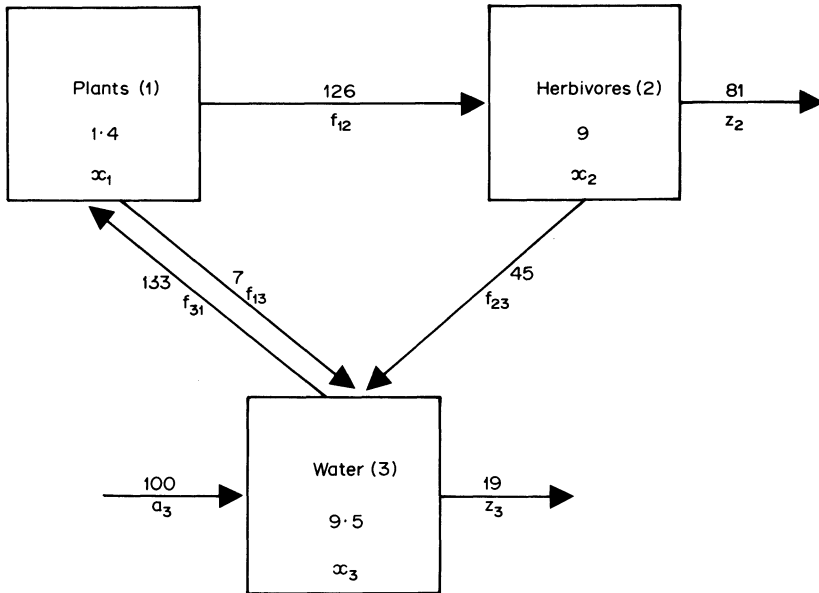 Plants (1)
1·4
x₁
126
f₁₂
Herbivores (2)
9
x₂
81
z₂
133
f₃₁
7
f₁₃
45
f₂₃
100
a₃
Water (3)
9·5
x₃
19
z₃